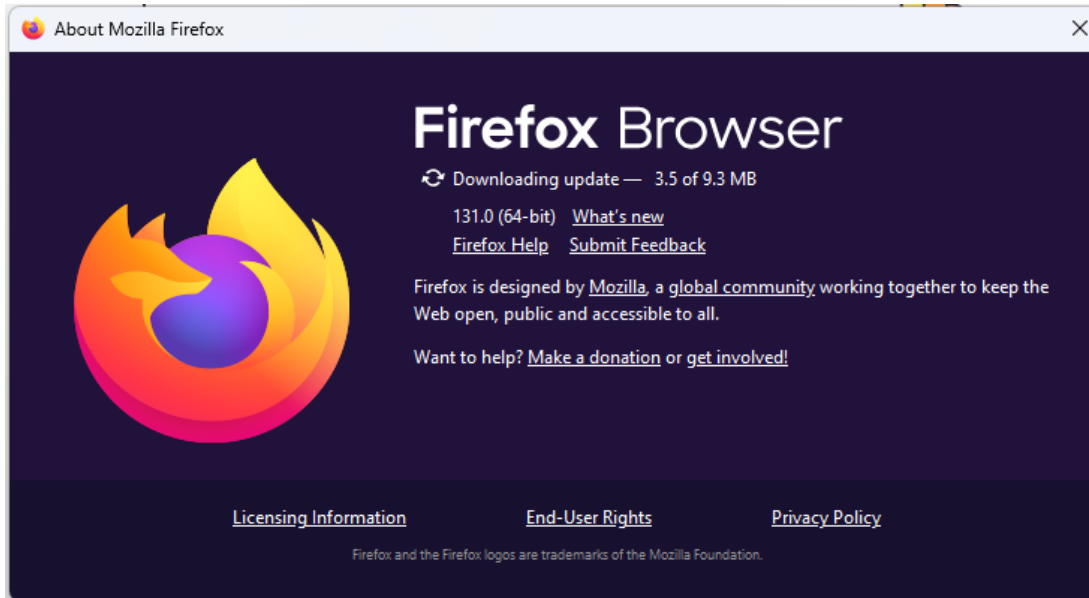 About Mozilla Firefox
Firefox Browser
Downloading update — 3.5 of 9.3 MB
131.0 (64-bit) What's new
Firefox Help Submit Feedback
Firefox is designed by Mozilla, a global community working together to keep the
Web open, public and accessible to all.
Want to help? Make a donation or get involved!
Licensing Information End-User Rights Privacy Policy
Firefox and the Firefox logos are trademarks of the Mozilla Foundation.